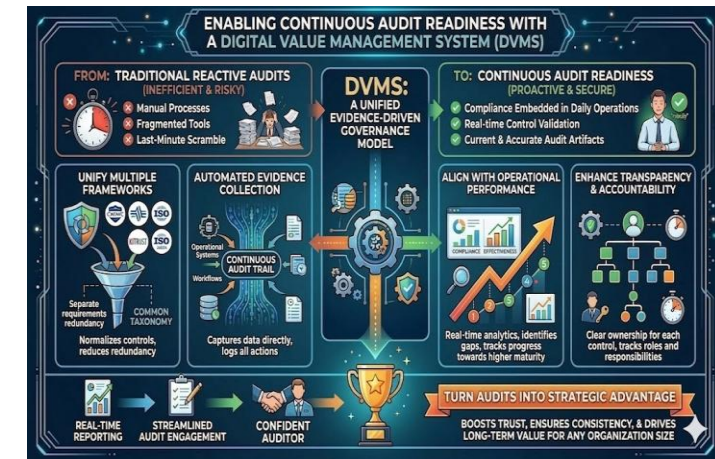 ENABLING CONTINUOUS AUDIT READINESS WITH
A DIGITAL VALUE MANAGEMENT SYSTEM (DVMS)
FROM: TRADITIONAL REACTIVE AUDITS
(INEFFICIENT & RISKY)
Manual Processes
Fragmented Tools
Last-Minute Scramble
DVMS:
A UNIFIED
EVIDENCE-DRIVEN
GOVERNANCE
MODEL
TO: CONTINUOUS AUDIT READINESS
(PROACTIVE & SECURE)
Compliance Embedded in Daily Operations
Real-time Control Validation
Current & Accurate Audit Artifacts
UNIFY MULTIPLE
FRAMEWORKS
ISO
HITRUST
ISO
Separate
requirements
redundancy
COMMON
TAXONOMY
Normalizes controls,
reduces redundancy
AUTOMATED EVIDENCE
COLLECTION
Operational
Systems
Workflows
CONTINUOUS
AUDIT TRAIL
Captures data directly,
logs all actions
ALIGN WITH OPERATIONAL
PERFORMANCE
COMPLIANCE EFFECTIVENESS
Real-time analytics, identifies
gaps, tracks progress
towards higher maturity
ENHANCE TRANSPARENCY
& ACCOUNTABILITY
Clear ownership for each
control, tracks roles and
responsibilities
REAL-TIME
REPORTING
STREAMLINED
AUDIT ENGAGEMENT
CONFIDENT
AUDITOR
TURN AUDITS INTO STRATEGIC ADVANTAGE
BOOSTS TRUST, ENSURES CONSISTENCY, & DRIVES
LONG-TERM VALUE FOR ANY ORGANIZATION SIZE